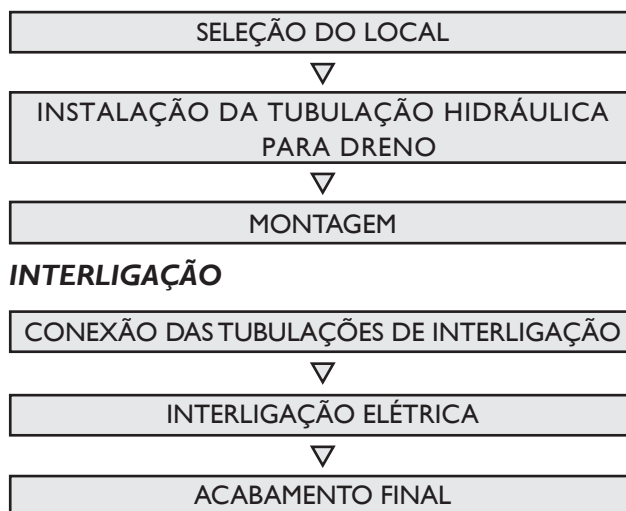 SELEÇÃO DO LOCAL
INSTALAÇÃO DA TUBULAÇÃO HIDRÁULICA
PARA DRENO
MONTAGEM
INTERLIGAÇÃO
CONEXÃO DAS TUBULAÇÕES DE INTERLIGAÇÃO
INTERLIGAÇÃO ELÉTRICA
ACABAMENTO FINAL